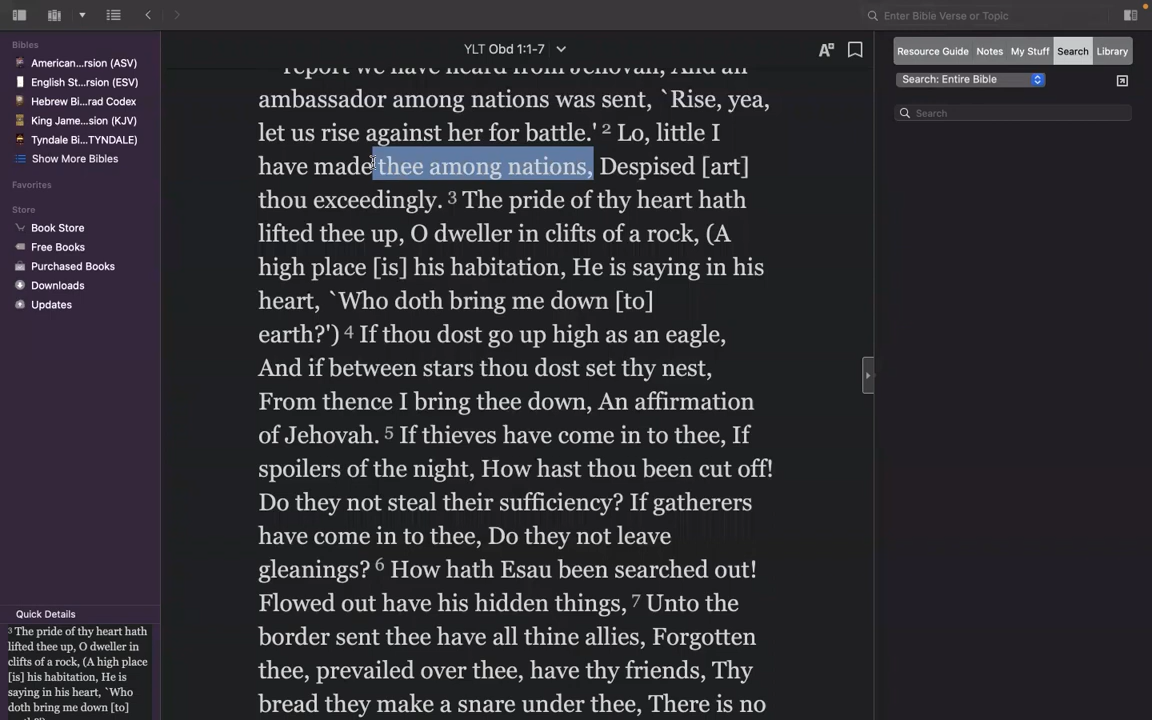 YLT Obd 1:1-7
Enter Bible Verse or Topic
Bibles
American...rsion (ASV)
English St...rsion (ESV)
Hebrew Bi...rad Codex
King Jame...rsion (KJV)
Tyndale Bi...TYNDALE)
Show More Bibles
Favorites
Store
Book Store
Free Books
Purchased Books
Downloads
Updates
Quick Details
3 The pride of thy heart hath
lifted thee up, O dweller in
clifts of a rock, (A high place
[is] his habitation, He is
saying in his heart, `Who
doth bring me down [to]
report we have heard from Jehovah, And an
ambassador among nations was sent, `Rise, yea,
let us rise against her for battle.' 2 Lo, little I
have made thee among nations, Despised [art]
thou exceedingly. 3 The pride of thy heart hath
lifted thee up, O dweller in clifts of a rock, (A
high place [is] his habitation, He is saying in his
heart, `Who doth bring me down [to]
earth?') 4 If thou dost go up high as an eagle,
And if between stars thou dost set thy nest,
From thence I bring thee down, An affirmation
of Jehovah. 5 If thieves have come in to thee, If
spoilers of the night, How hast thou been cut off!
Do they not steal their sufficiency? If gatherers
have come in to thee, Do they not leave
gleanings? 6 How hath Esau been searched out!
Flowed out have his hidden things, 7 Unto the
border sent thee have all thine allies, Forgotten
thee, prevailed over thee, have thy friends, Thy
bread they make a snare under thee, There is no
Resource Guide Notes My Stuff Search Library
Search: Entire Bible
Search